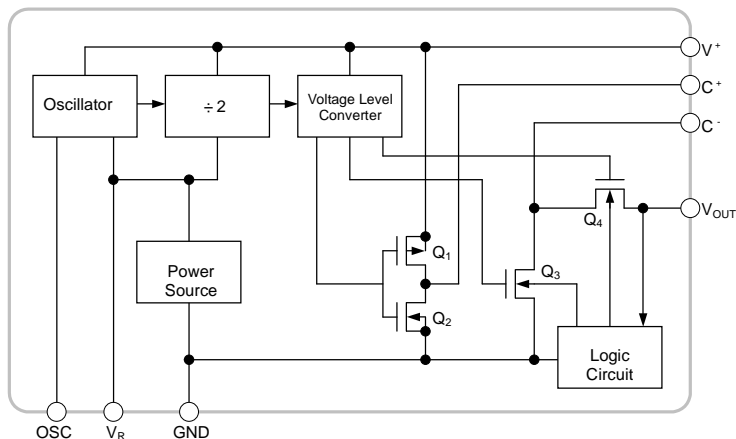 V+
C+
C-
Oscillator
÷ 2
Voltage Level
Converter
Q4
VOUT
Q1
Power
Source
Q3
Q2
Logic
Circuit
OSC
VR
GND